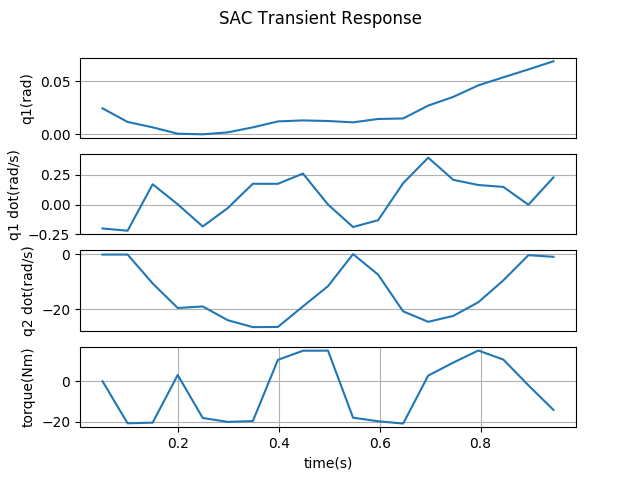 SAC Transient Response
q1(rad)
0.05
0.00
q1 dot(rad/s)
0.25
0.00
−0.25
q2 dot(rad/s)
0
−20
torque(Nm)
0
−20
0.2 0.4 0.6 0.8
time(s)